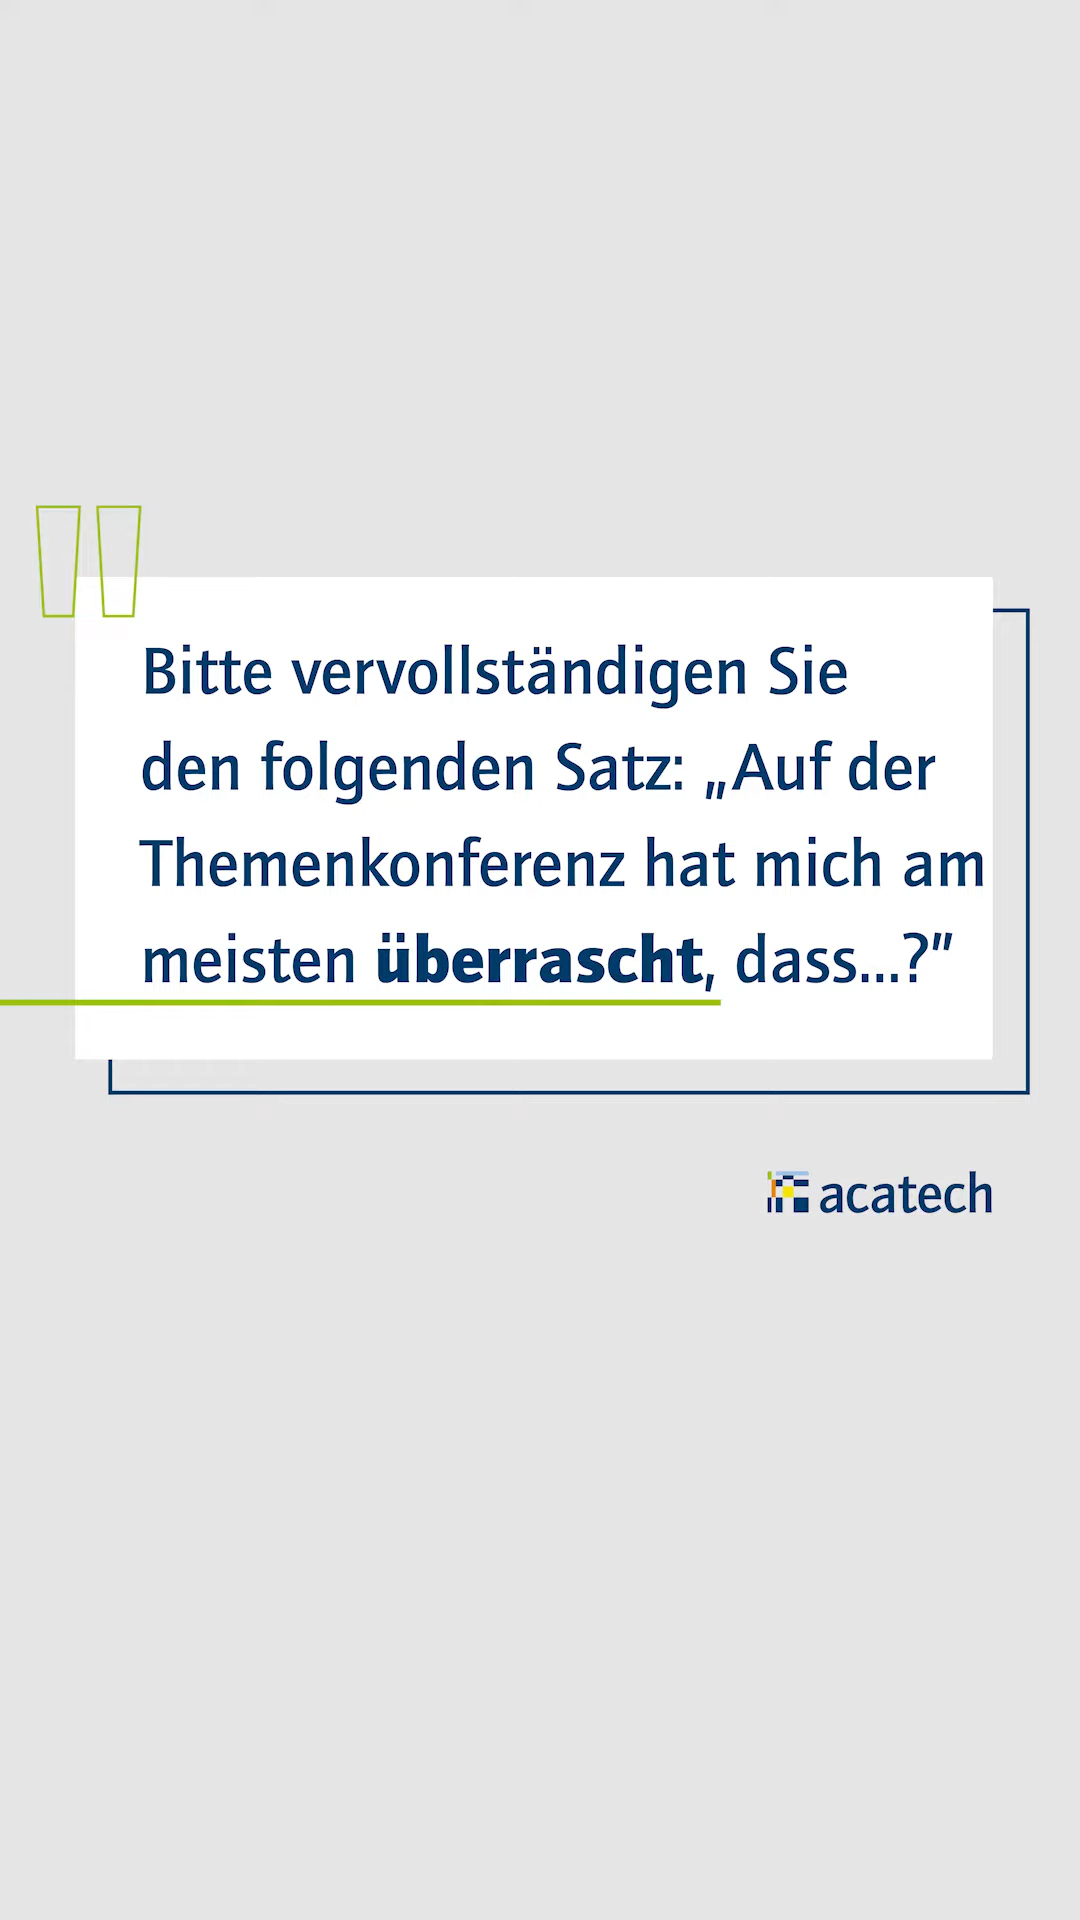 Bitte vervollständigen Sie
den folgenden Satz: „Auf der
Themenkonferenz hat mich am
meisten überrascht, dass...?”
acatech